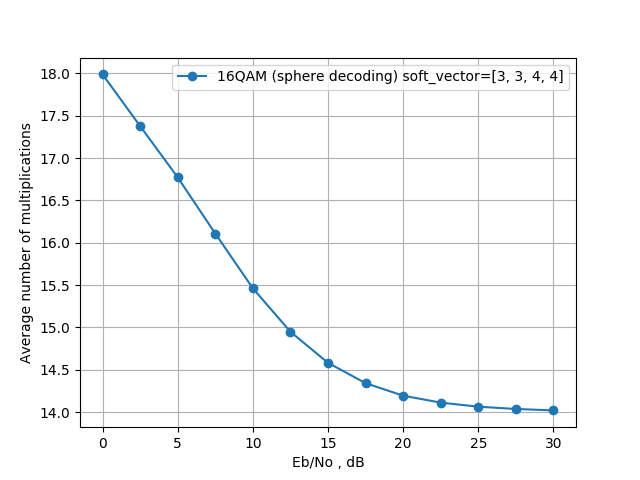 16QAM (sphere decoding) soft_vector=[3, 3, 4, 4]
Average number of multiplications
18.0
17.5
17.0
16.5
16.0
15.5
15.0
14.5
14.0
0 5 10 15 20 25 30
Eb/No , dB